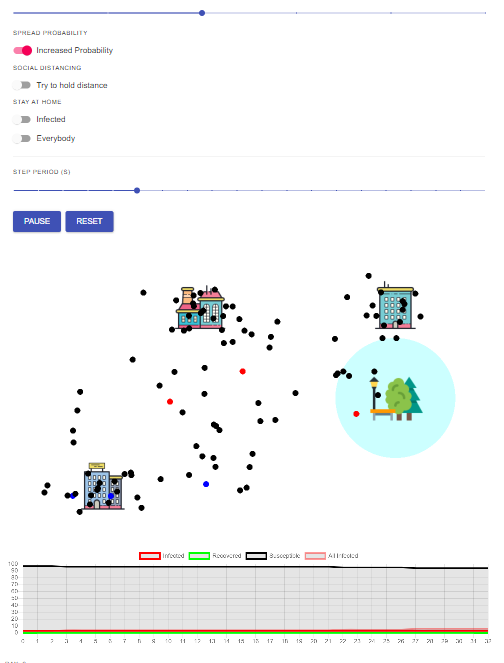 SPREAD PROBABILITY
Increased Probability
SOCIAL DISTANCING
Try to hold distance
STAY AT HOME
Infected
Everybody
STEP PERIOD (S)
PAUSE RESET
Infected Recovered Susceptible All Infected
100
90
80
70
60
50
40
30
20
10
0
0 1 2 3 4 5 6 7 8 9 10 11 12 13 14 15 16 17 18 19 20 21 22 23 24 25 26 27 28 29 30 31